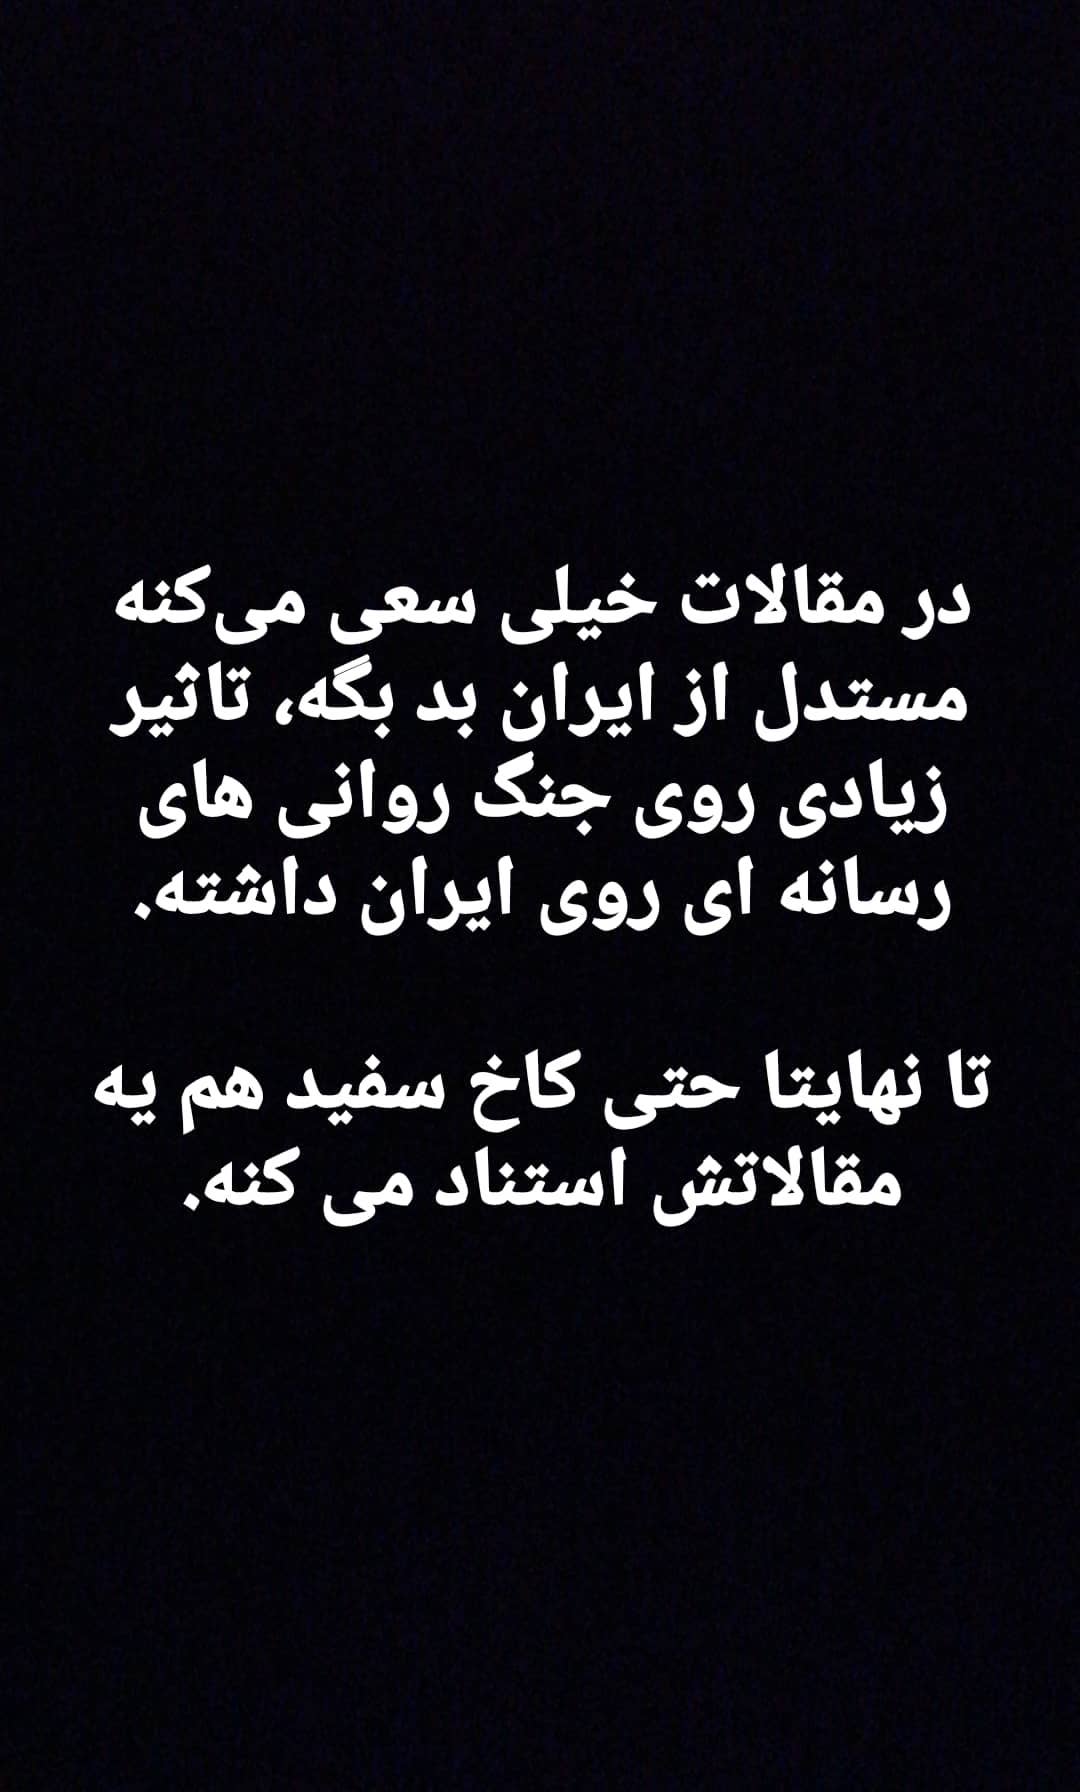 در مقالات خیلی سعی می‌کنه
مستدل از ایران بد بگه، تاثیر
زیادی روی جنگ روانی های
رسانه ای روی ایران داشته.
تا نهایتا حتی کاخ سفید هم یه
مقالاتش استناد می کنه.